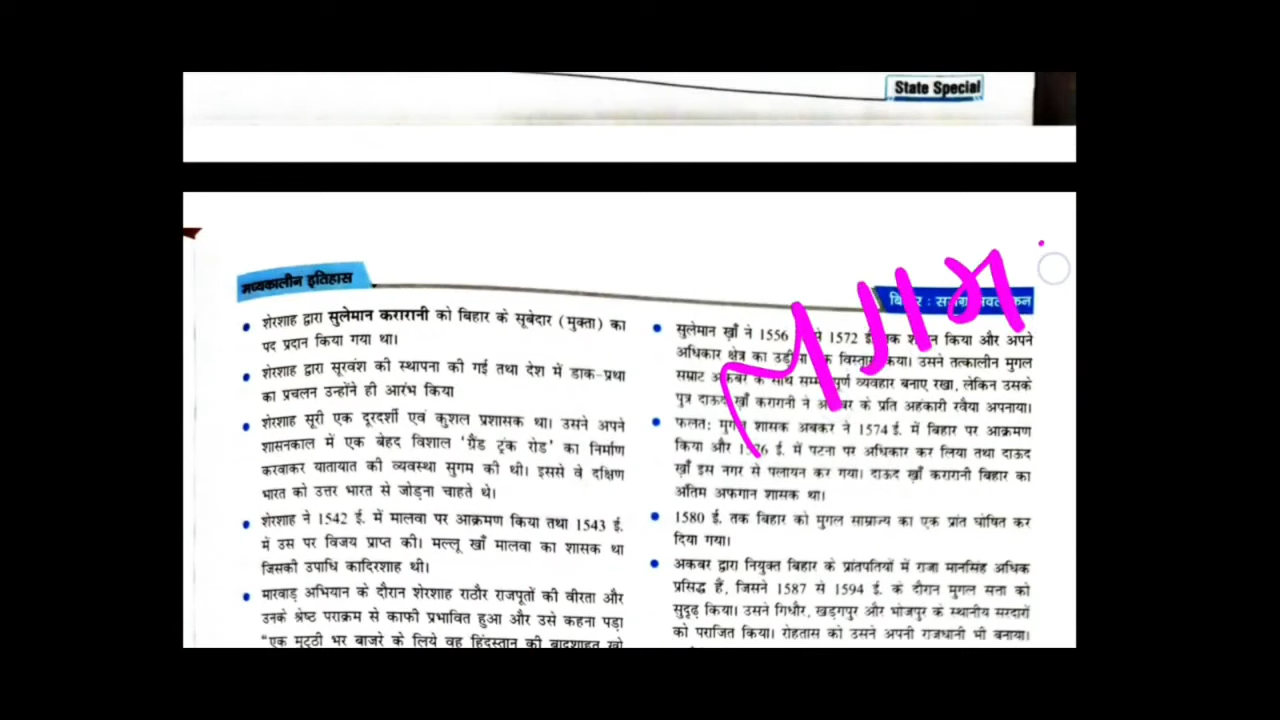 State Special
मध्यकालीन इतिहास
शेरशाह द्वारा सुलेमान करारानी को बिहार के सूबेदार (मुक्ता) का
पद प्रदान किया गया था।
शेरशाह द्वारा सूरवंश की स्थापना की गई तथा देश में डाक-प्रथा
का प्रचलन उन्होंने ही आरंभ किया
शेरशाह सूरी एक दूरदर्शी एवं कुशल प्रशासक था। उसने अपने
शासनकाल में एक बेहद विशाल ‘ग्रैंड ट्रंक रोड’ का निर्माण
करवाकर यातायात की व्यवस्था सुगम की थी। इससे वे दक्षिण
भारत को उत्तर भारत से जोड़ना चाहते थे।
शेरशाह ने 1542 ई. में मालवा पर आक्रमण किया तथा 1543 ई.
में उस पर विजय प्राप्त की। मल्लू खाँ मालवा का शासक था
जिसकी उपाधि कादिरशाह थी।
मारवाड़ अभियान के दौरान शेरशाह राठौर राजपूतों की वीरता और
उनके श्रेष्ठ पराक्रम से काफी प्रभावित हुआ और उसे कहना पड़ा
“एक मुट्ठी भर बाजरे के लिये वह हिंदुस्तान की बादशाहत खो
बिहार :
सुलेमान खाँ ने 1556 से 1572 किया और अपने
अधिकार क्षेत्र का विस्तार किया। उसने तत्कालीन मुगल
सम्राट अकबर के साथ व्यवहार बनाए रखा, लेकिन उसके
पुत्र दाऊद खाँ करारानी ने के प्रति अहंकारी रवैया अपनाया।
फलत: शासक अबकर ने 1574 ई. में बिहार पर आक्रमण
किया और ई. में पटना पर अधिकार कर लिया तथा दाऊद
खाँ इस नगर से पलायन कर गया। दाऊद खाँ करारानी बिहार का
अंतिम अफगान शासक था।
1580 ई. तक बिहार को मुगल साम्राज्य का एक प्रांत घोषित कर
दिया गया।
अकबर द्वारा नियुक्त बिहार के प्रांतपतियों में राजा मानसिंह अधिक
प्रसिद्ध हैं, जिसने 1587 से 1594 ई. के दौरान मुगल सत्ता को
सुदृढ़ किया। उसने गिधौर, खड़गपुर और भोजपुर के स्थानीय सरदारों
को पराजित किया। रोहतास को उसने अपनी राजधानी भी बनाया।